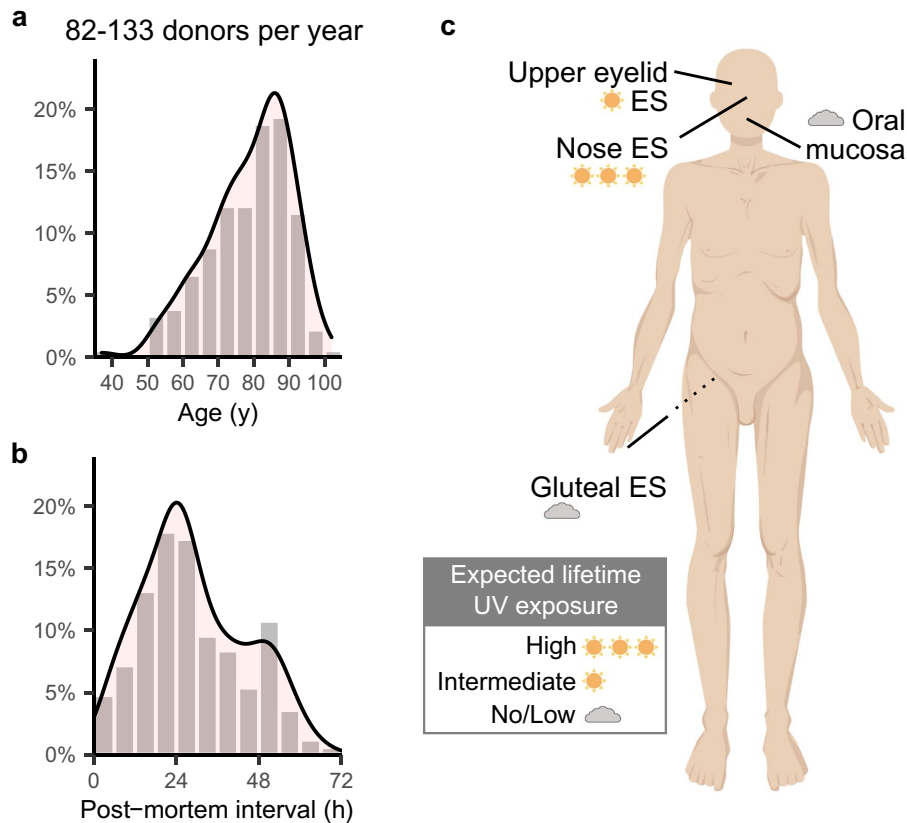 a
82-133 donors per year
20%
15%
10%
5%
0%
40 50 60 70 80 90 100
Age (y)
b
20%
15%
10%
5%
0%
0 24 48 72
Post−mortem interval (h)
c
Upper eyelid
ES
Nose ES
Oral
mucosa
Gluteal ES
Expected lifetime
UV exposure
High
Intermediate
No/Low